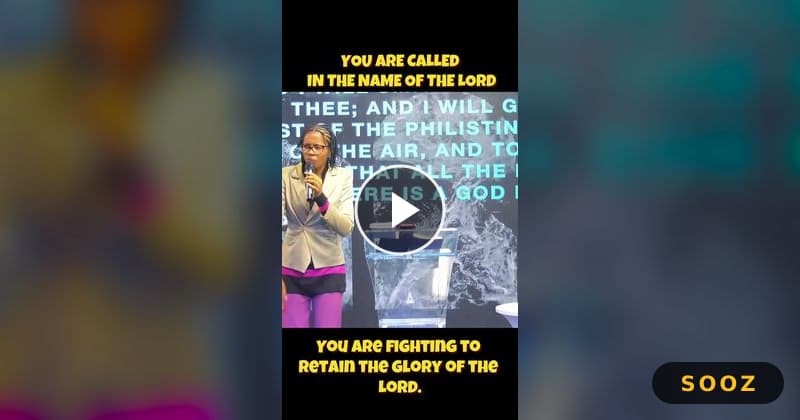 YOU ARE CALLED
IN THE NAME OF THE LORD
THEE; AND I WILL
OF THE PHILISTIN
THE AIR, AND TO
THAT ALL THE
IS A GOD
YOU ARE FIGHTING TO
RETAIN THE GLORY OF THE
LORD.
SOOZ